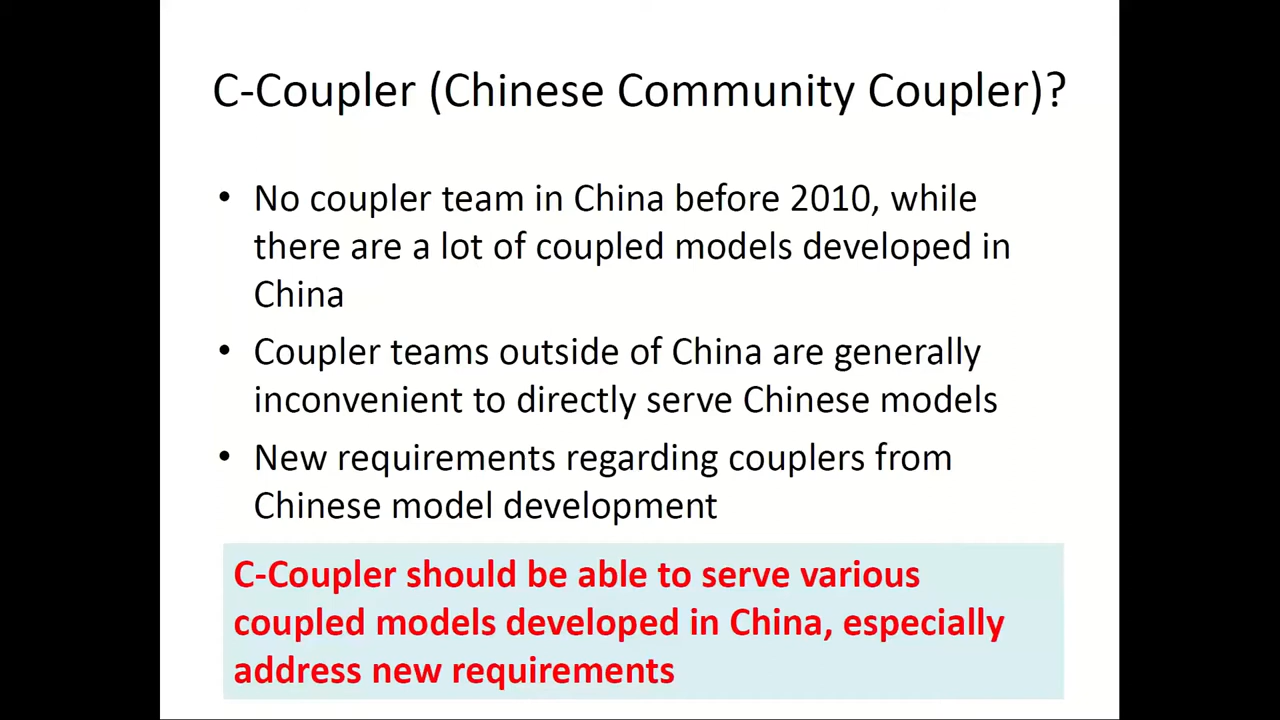 C-Coupler (Chinese Community Coupler)?
• No coupler team in China before 2010, while
there are a lot of coupled models developed in
China
• Coupler teams outside of China are generally
inconvenient to directly serve Chinese models
• New requirements regarding couplers from
Chinese model development
C-Coupler should be able to serve various
coupled models developed in China, especially
address new requirements